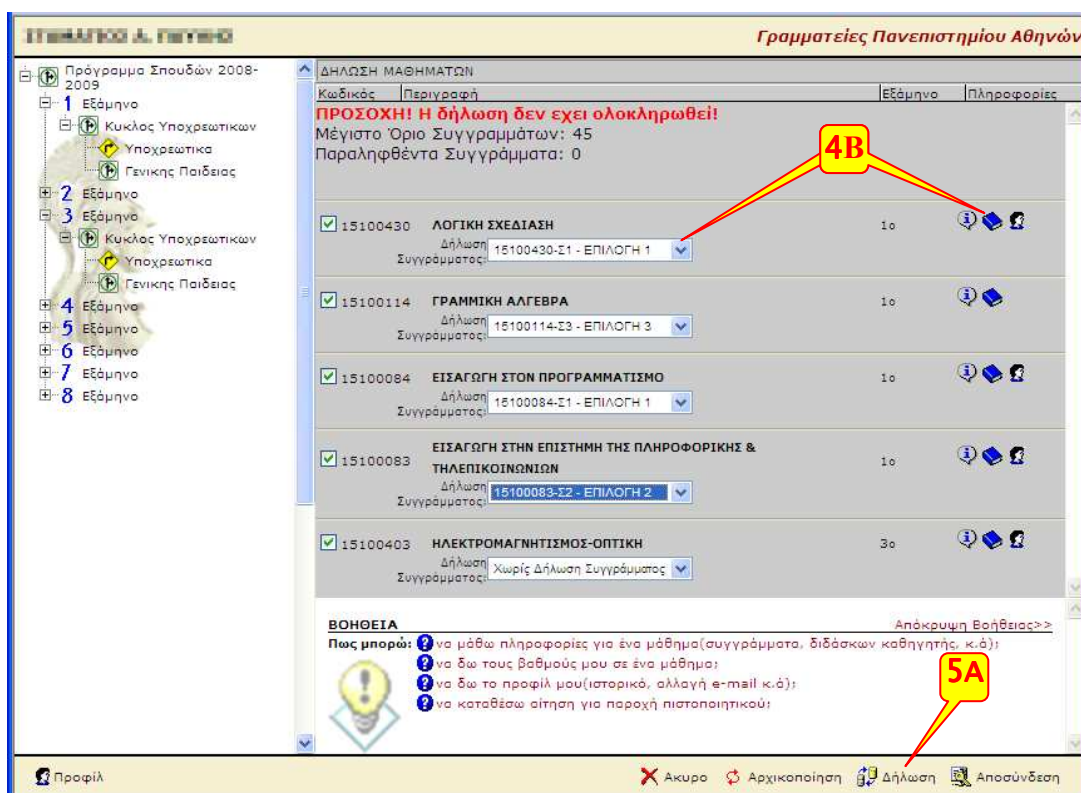 Γραμματείες Πανεπιστημίου Αθηνών
Πρόγραμμα Σπουδών 2008-
2009
1 Εξάμηνο
Κυκλος Υποχρεωτικων
Υποχρεωτικα
Γενικης Παιδειας
2 Εξάμηνο
3 Εξάμηνο
Κυκλος Υποχρεωτικων
Υποχρεωτικα
Γενικης Παιδειας
4 Εξάμηνο
5 Εξάμηνο
6 Εξάμηνο
7 Εξάμηνο
8 Εξάμηνο
ΔΗΛΩΣΗ ΜΑΘΗΜΑΤΩΝ
Κωδικός Περιγραφή Εξάμηνο Πληροφορίες
ΠΡΟΣΟΧΗ! Η δήλωση δεν εχει ολοκληρωθεί!
Μέγιστο Όριο Συγγραμμάτων: 45
Παραληφθέντα Συγγράμματα: 0
4B
15100430 ΛΟΓΙΚΗ ΣΧΕΔΙΑΣΗ 1ο
Δήλωση
Συγγράμματος: 15100430-Σ1 - ΕΠΙΛΟΓΗ 1
15100114 ΓΡΑΜΜΙΚΗ ΑΛΓΕΒΡΑ 1ο
Δήλωση
Συγγράμματος: 15100114-Σ3 - ΕΠΙΛΟΓΗ 3
15100084 ΕΙΣΑΓΩΓΗ ΣΤΟΝ ΠΡΟΓΡΑΜΜΑΤΙΣΜΟ 1ο
Δήλωση
Συγγράμματος: 15100084-Σ1 - ΕΠΙΛΟΓΗ 1
15100083 ΕΙΣΑΓΩΓΗ ΣΤΗΝ ΕΠΙΣΤΗΜΗ ΤΗΣ ΠΛΗΡΟΦΟΡΙΚΗΣ &
ΤΗΛΕΠΙΚΟΙΝΩΝΙΩΝ 1ο
Δήλωση
Συγγράμματος: 15100083-Σ2 - ΕΠΙΛΟΓΗ 2
15100403 ΗΛΕΚΤΡΟΜΑΓΝΗΤΙΣΜΟΣ-ΟΠΤΙΚΗ 3ο
Δήλωση
Συγγράμματος: Χωρίς Δήλωση Συγγράμματος
ΒΟΗΘΕΙΑ Απόκρυψη Βοήθειας>>
Πως μπορώ: να μάθω πληροφορίες για ένα μάθημα(συγγράμματα, διδάσκων καθηγητής, κ.ά);
να δω τους βαθμούς μου σε ένα μάθημα;
να δω το προφίλ μου(ιστορικό, αλλαγή e-mail κ.ά);
να καταθέσω αίτηση για παροχή πιστοποιητικού;
5A
Προφίλ Ακυρο Αρχικοποίηση Δήλωση Αποσύνδεση